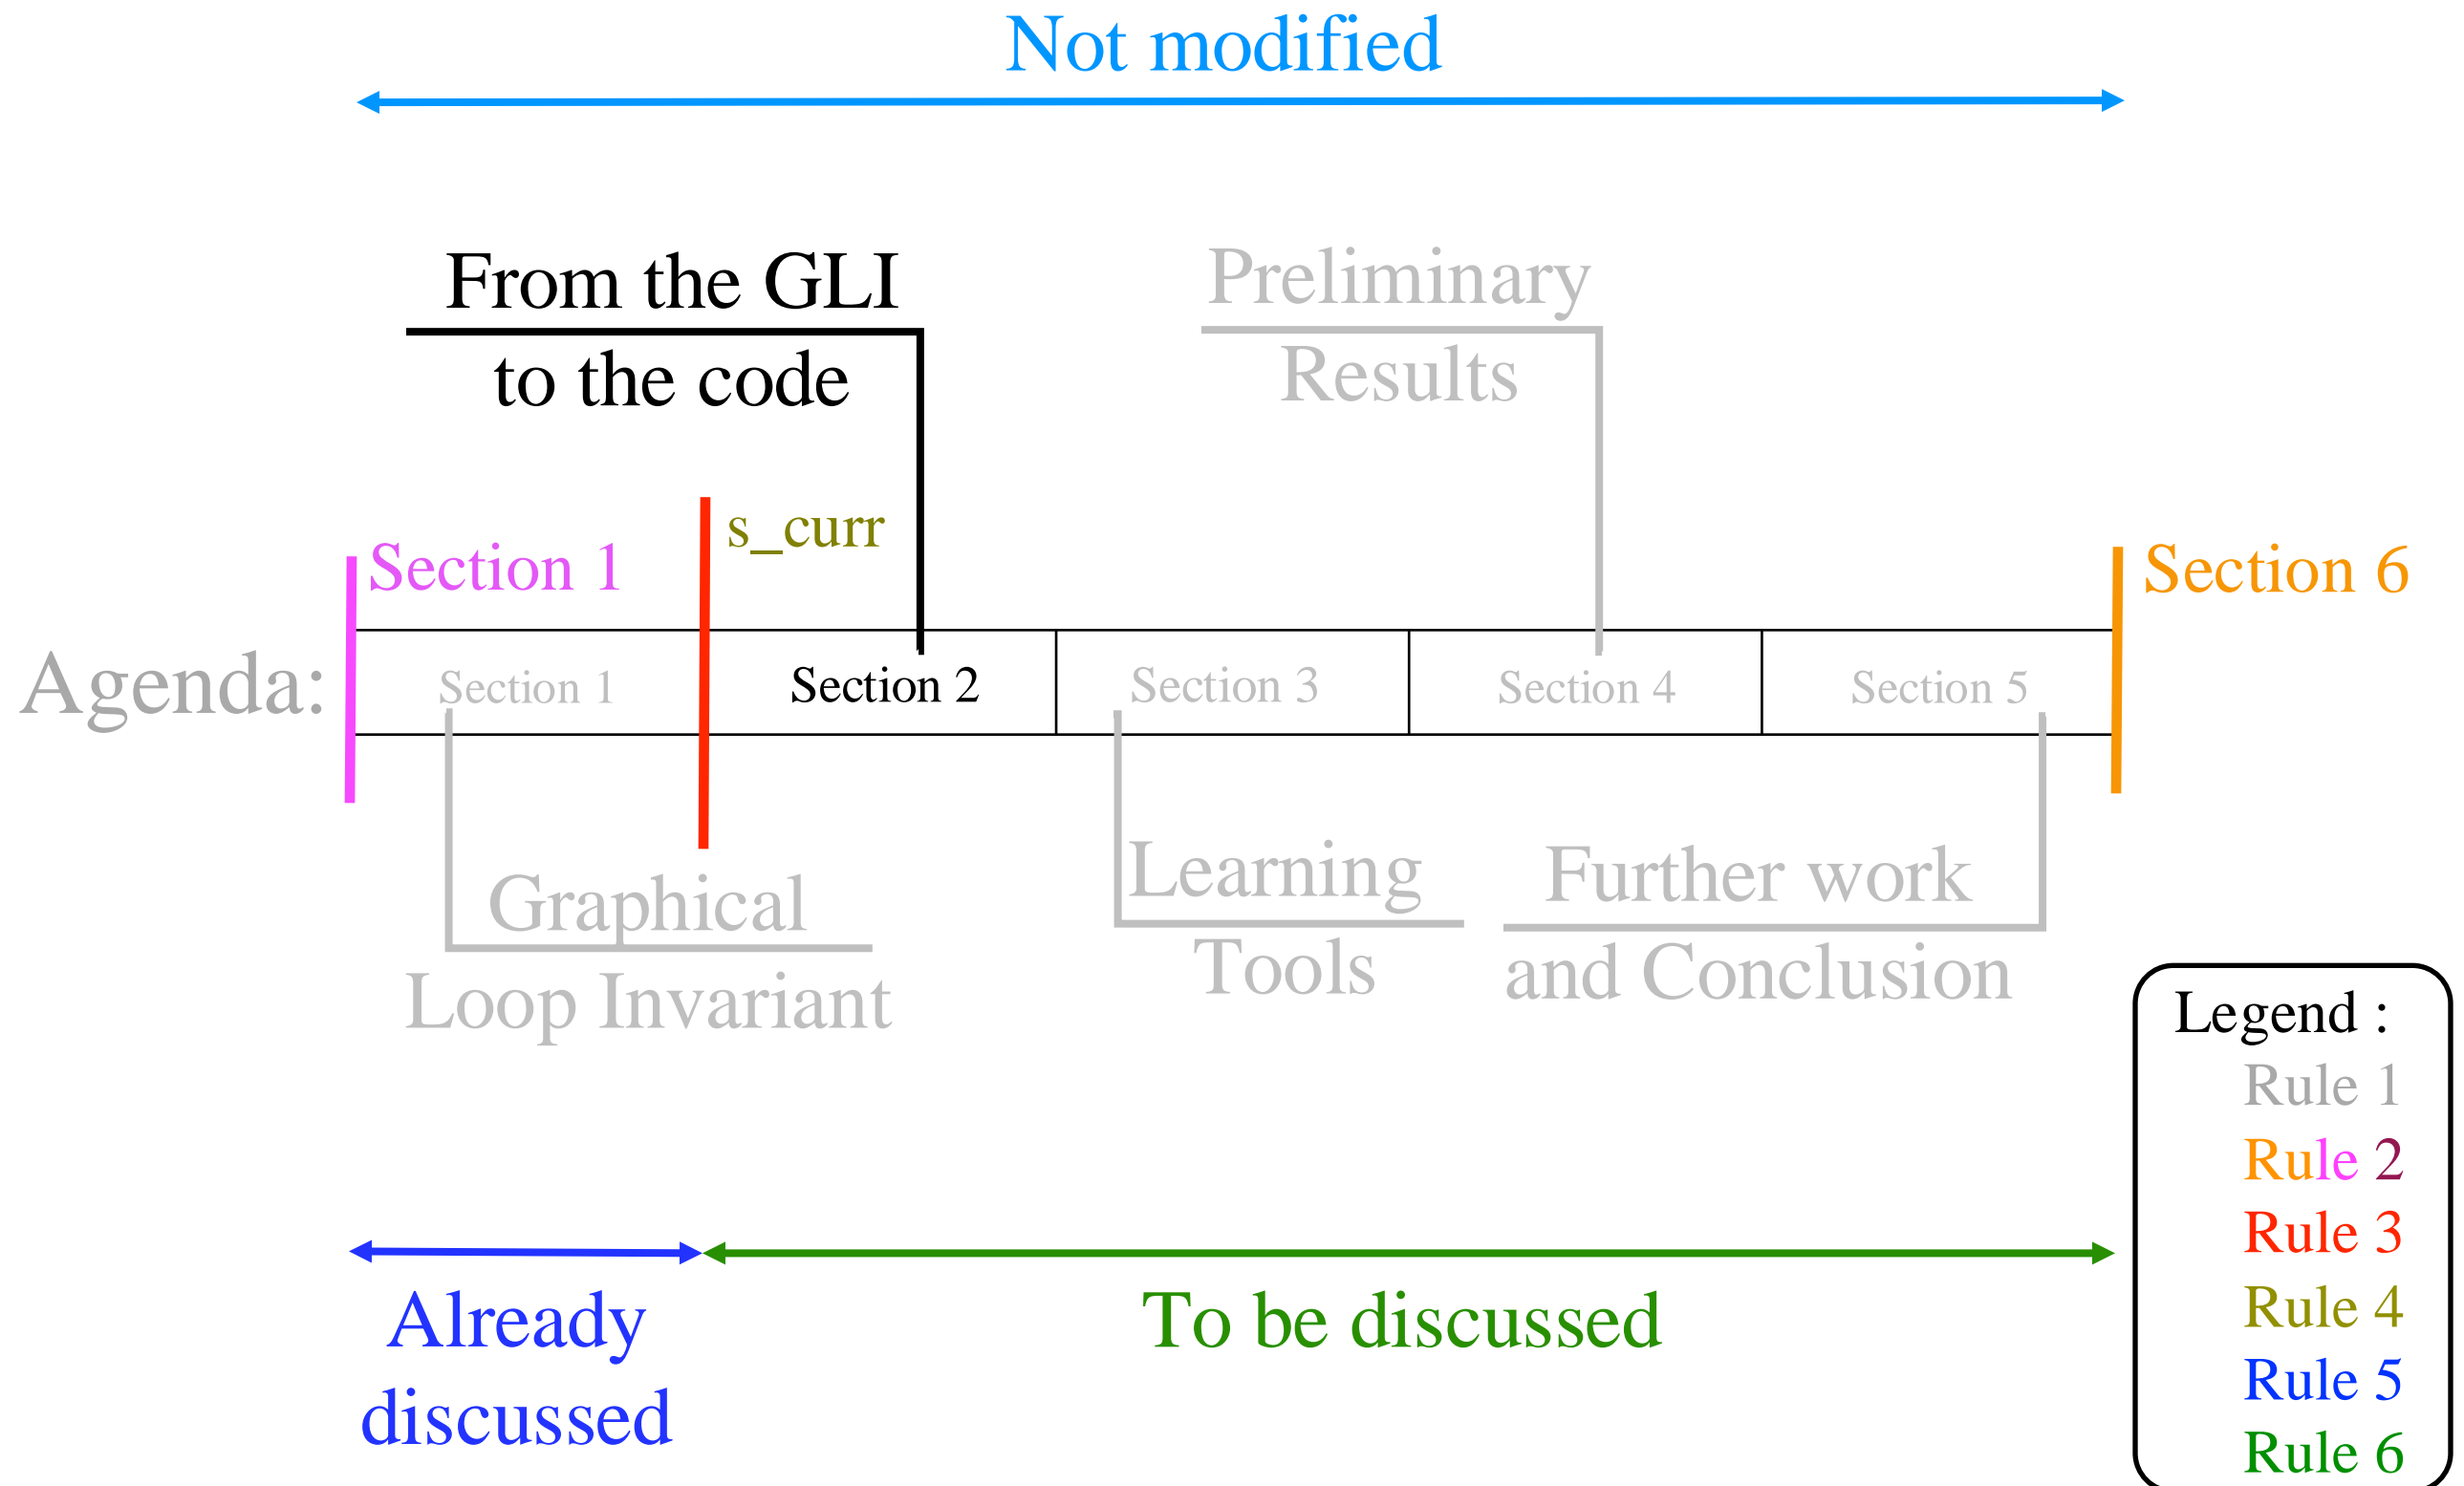 Not modified
From the GLI
to the code
Preliminary
Results
s_curr
Section 1
Section 6
Agenda:
Section 1
Section 2
Section 3
Section 4
Section 5
Graphical
Loop Invariant
Learning
Tools
Further work
and Conclusion
Legend :
Rule 1
Rule 2
Rule 3
Rule 4
Rule 5
Rule 6
Already
discussed
To be discussed